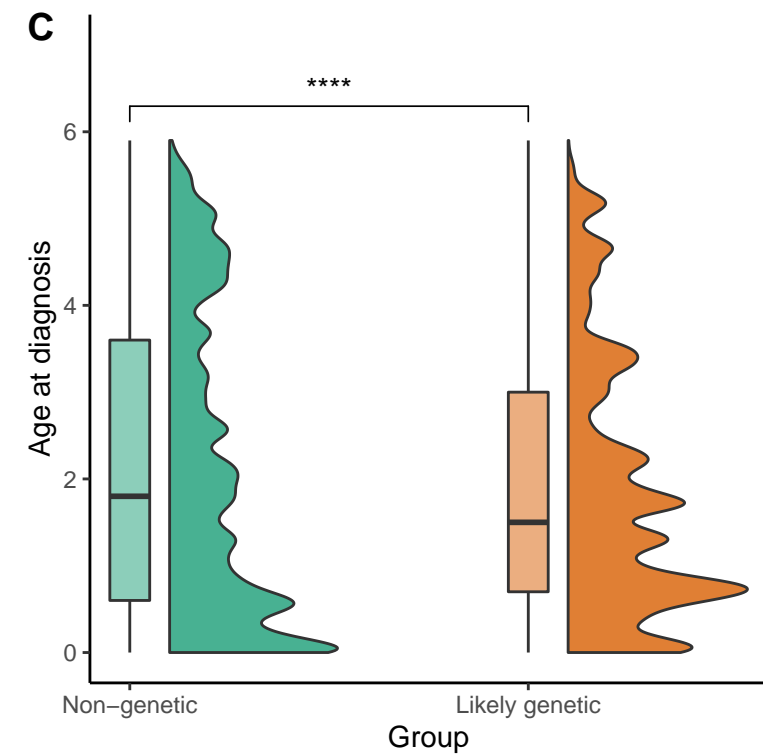 C
****
6
4
2
0
Age at diagnosis
Non−genetic
Likely genetic
Group